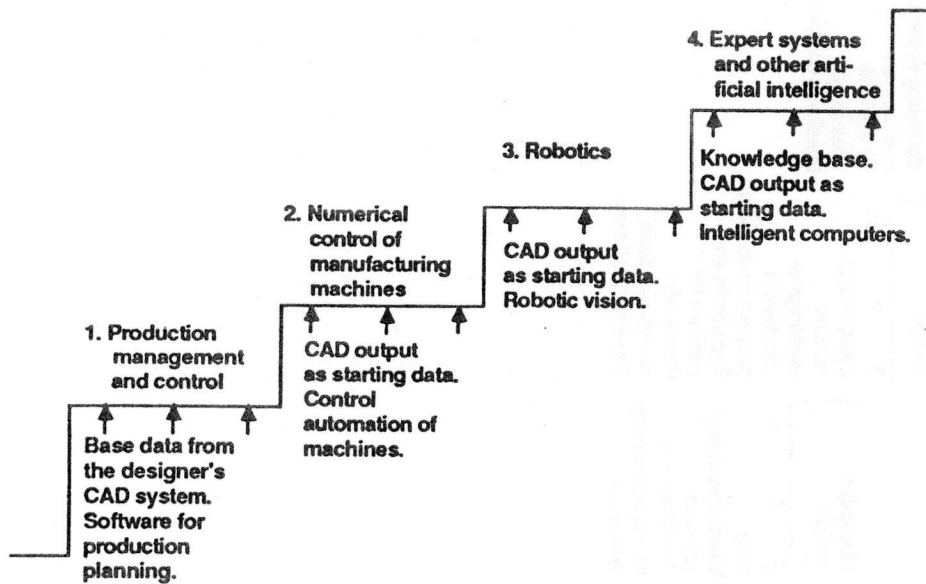 4. Expert systems
and other arti-
ficial intelligence
Knowledge base.
CAD output as
starting data.
Intelligent computers.
3. Robotics
CAD output
as starting data.
Robotic vision.
2. Numerical
control of
manufacturing
machines
CAD output
as starting data.
Control
automation of
machines.
1. Production
management
and control
Base data from
the designer's
CAD system.
Software for
production
planning.